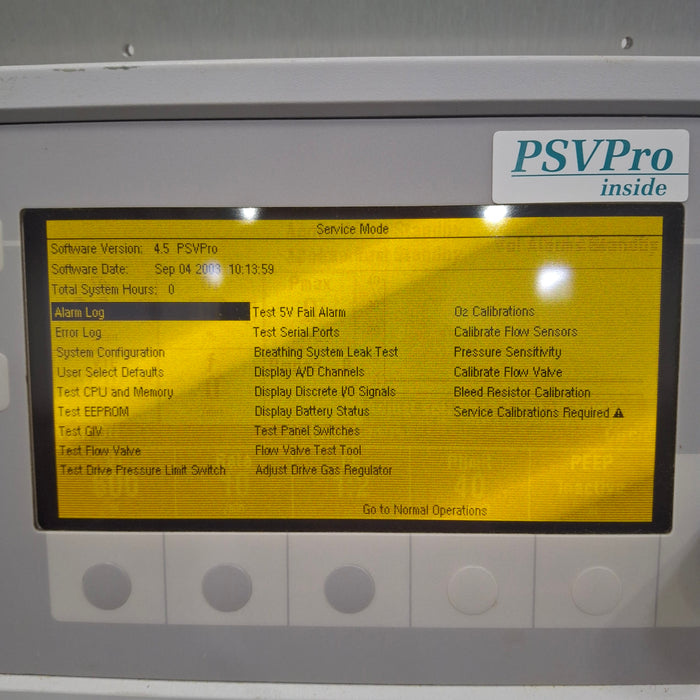 PSVPro
inside
Service Mode
Software Version: 4.5 PSVPro
Software Date: Sep 04 2003 10:13:59
Total System Hours: 0
Alarm Log
Error Log
System Configuration
User Select Defaults
Test CPU and Memory
Test EEPROM
Test GIV
Test Flow Valve
Test Drive Pressure Limit Switch
Test 5V Fail Alarm
Test Serial Ports
Breathing System Leak Test
Display A/D Channels
Display Discrete I/O Signals
Display Battery Status
Test Panel Switches
Flow Valve Test Tool
Adjust Drive Gas Regulator
O2 Calibrations
Calibrate Flow Sensors
Pressure Sensitivity
Calibrate Flow Valve
Bleed Resistor Calibration
Service Calibrations Required
Go to Normal Operations